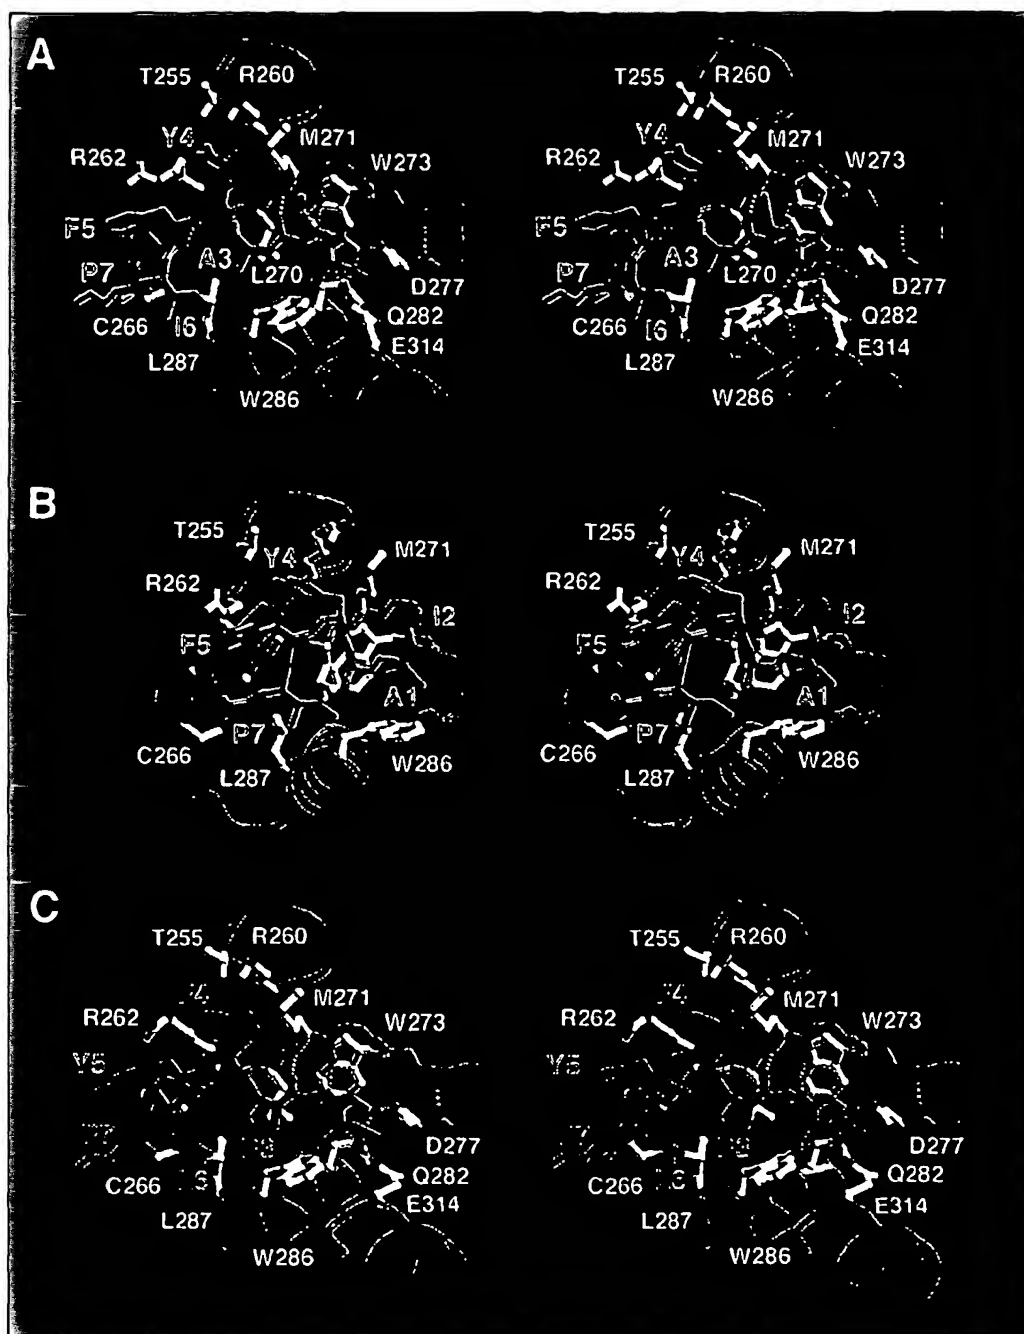 A
T255 R260 T255 R260
Y4 M271 Y4 M271
R262 W273 R262 W273
F5 F5
A3 A3
P7 L270 P7 L270
D277 D277
C266 I6 Q282 C266 I6 Q282
L287 E314 L287 E314
W286 W286
B
T255 Y4 M271 T255 Y4 M271
R262 I2 R262 I2
F5 F5
A1 A1
C266 P7 W286 C266 P7 W286
L287 L287
C
T255 R260 T255 R260
M271 M271
R262 W273 R262 W273
Y5 Y5
D277 D277
C266 Q282 C266 Q282
L287 E314 L287 E314
W286 W286